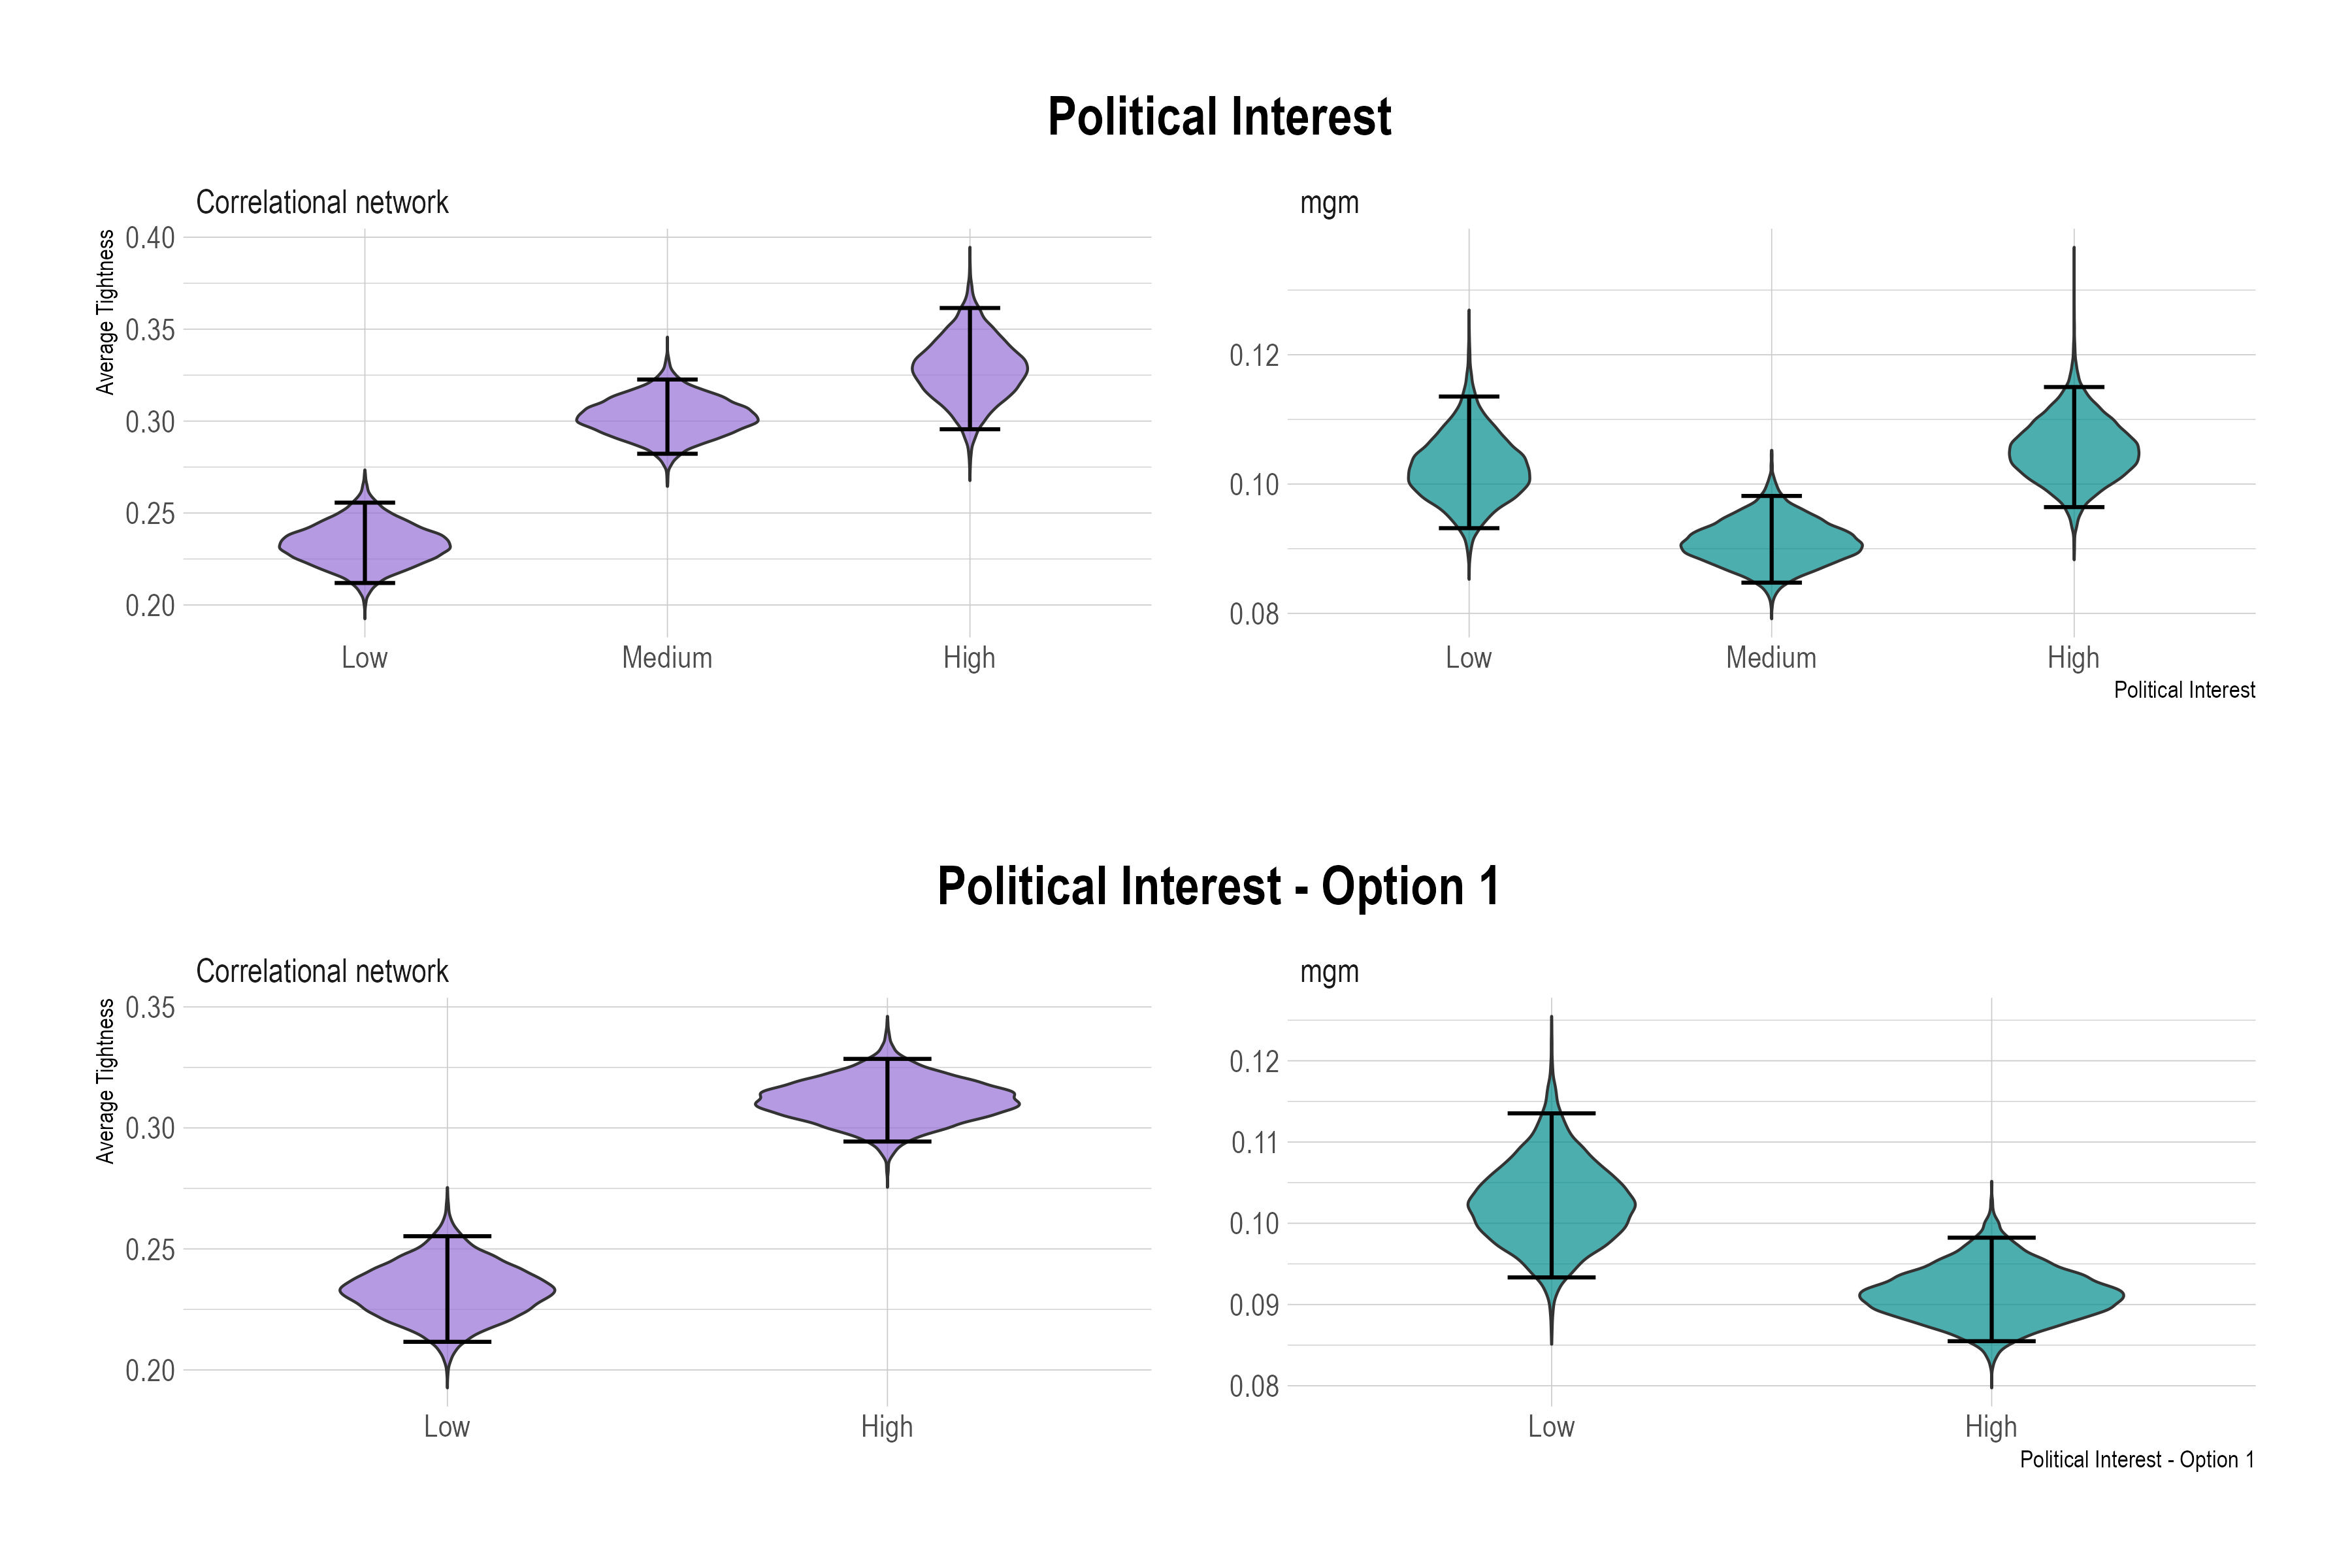 Political Interest
Correlational network
mgm
Average Tightness
0.40
0.35
0.30
0.25
0.20
Low Medium High
0.12
0.10
0.08
Low Medium High
Political Interest
Political Interest - Option 1
Correlational network
mgm
Average Tightness
0.35
0.30
0.25
0.20
Low High
0.12
0.11
0.10
0.09
0.08
Low High
Political Interest - Option 1